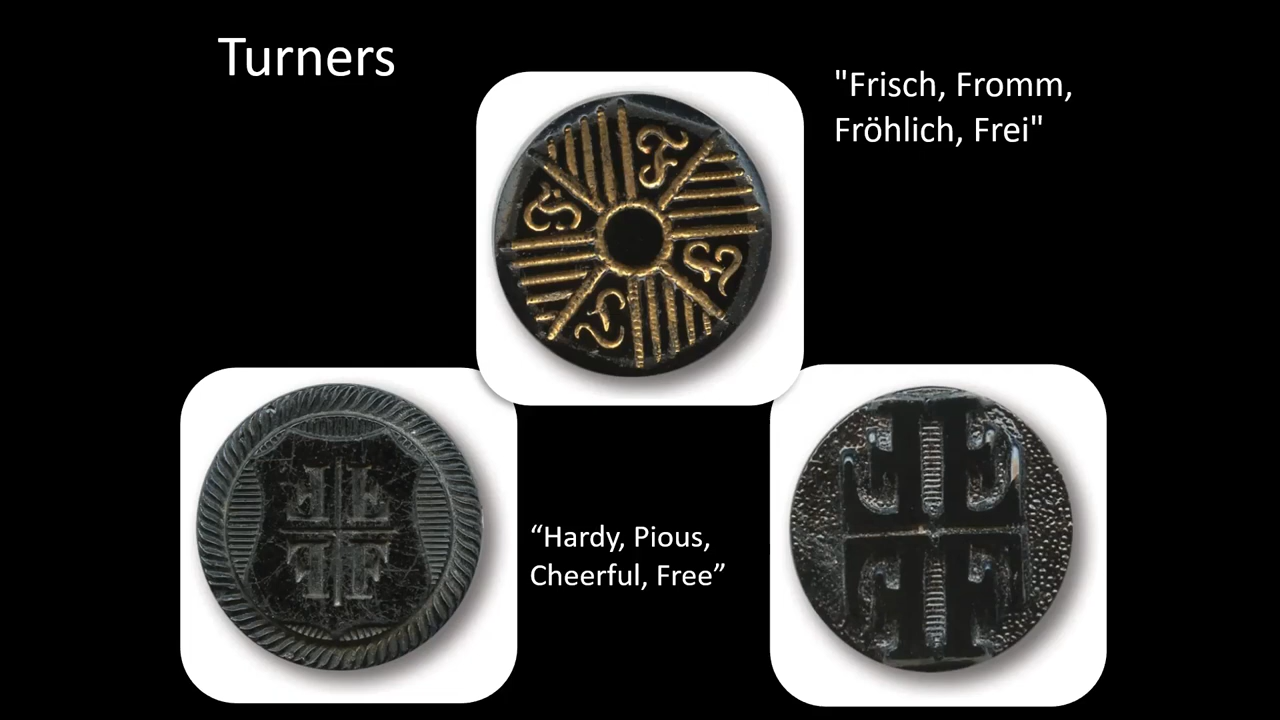 Turners
"Frisch, Fromm,
Fröhlich, Frei"
F
F
F
F
“Hardy, Pious,
Cheerful, Free”
F F
F F
F F
F F